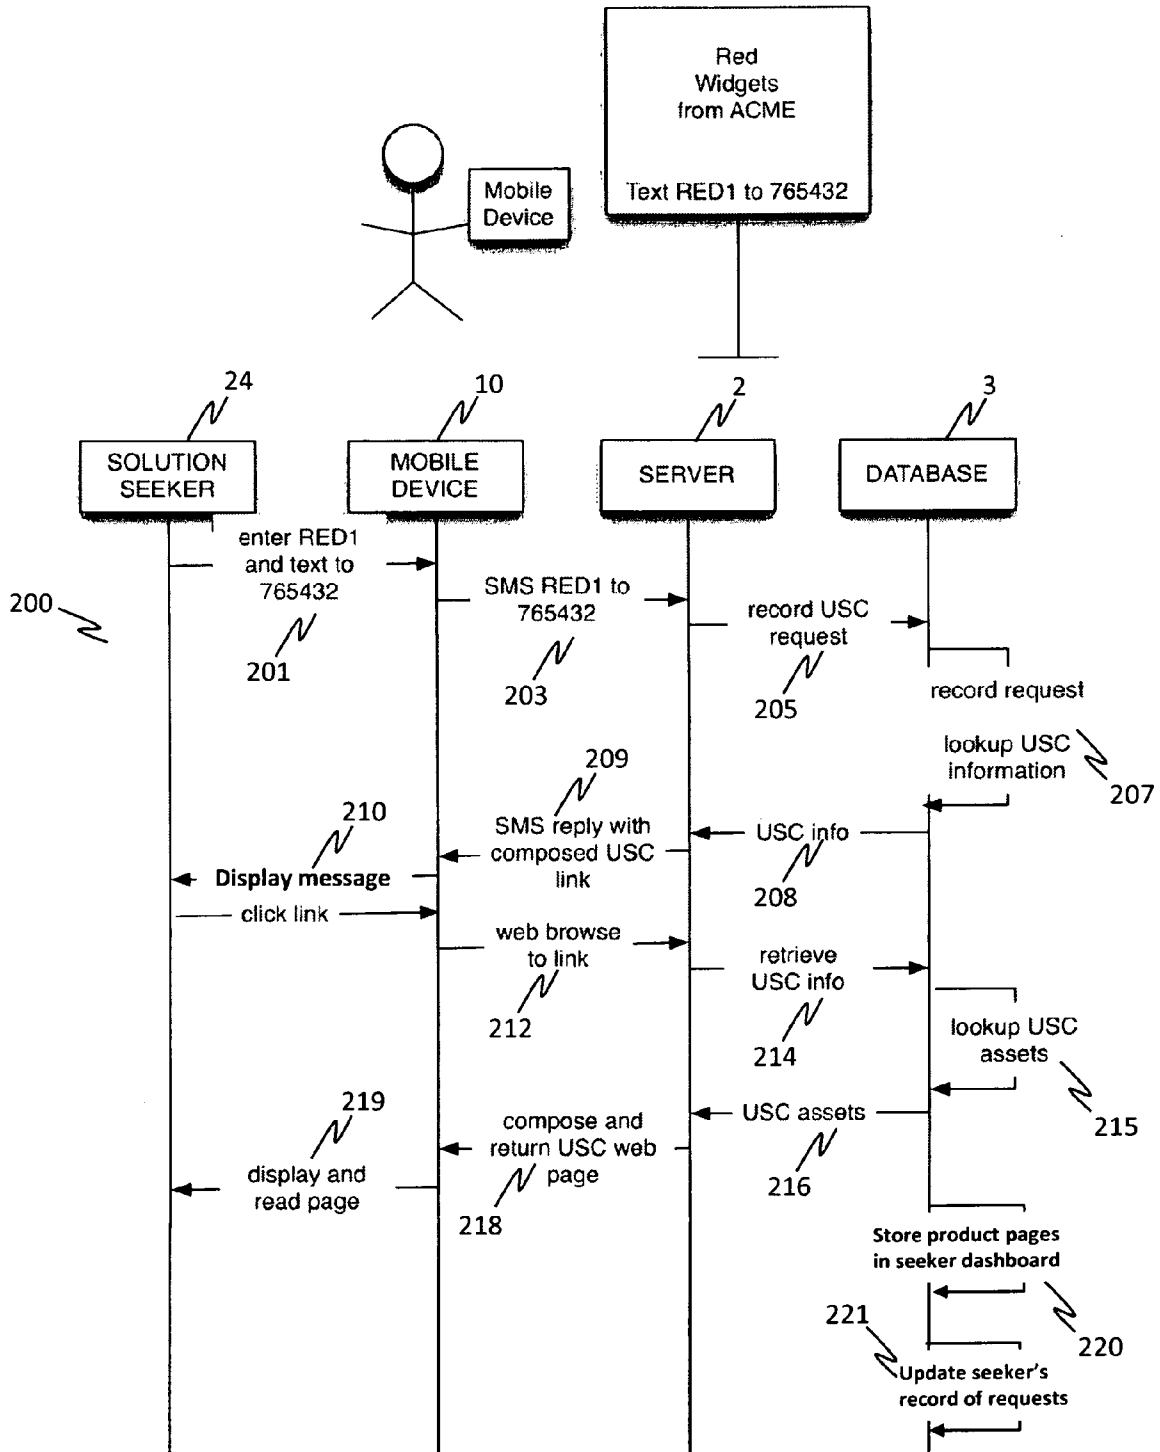 Red
Widgets
from ACME
Text RED1 to 765432
Mobile
Device
24
10
2
3
SOLUTION
SEEKER
MOBILE
DEVICE
SERVER
DATABASE
enter RED1
and text to
765432
201
200
SMS RED1 to
765432
203
record USC
request
205
record request
lookup USC
information
207
USC info
208
209
SMS reply with
composed USC
link
210
Display message
click link
web browse
to link
212
retrieve
USC info
214
lookup USC
assets
215
USC assets
216
compose and
return USC web
page
218
219
display and
read page
Store product pages
in seeker dashboard
220
221
Update seeker's
record of requests